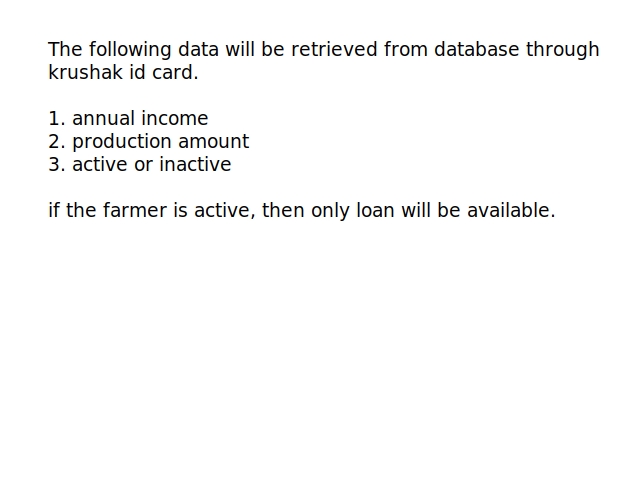 The following data will be retrieved from database through
krushak id card.
1. annual income
2. production amount
3. active or inactive
if the farmer is active, then only loan will be available.